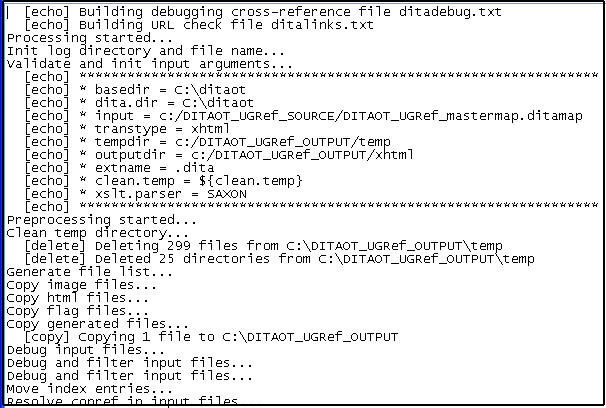 [echo] Building debugging cross-reference file ditadebug.txt
[echo] Building URL check file ditalinks.txt
Processing started...
Init log directory and file name...
Validate and init input arguments...
[echo] *****************************************************************
[echo] * basedir = C:\ditaot
[echo] * dita.dir = C:\ditaot
[echo] * input = c:/DITAOT_UGRef_SOURCE/DITAOT_UGRef_mastermap.ditamap
[echo] * transtype = xhtml
[echo] * tempdir = c:/DITAOT_UGRef_OUTPUT/temp
[echo] * outputdir = c:/DITAOT_UGRef_OUTPUT/xhtml
[echo] * extname = .dita
[echo] * clean.temp = ${clean.temp}
[echo] * xslt.parser = SAXON
[echo] *****************************************************************
Preprocessing started...
Clean temp directory...
[delete] Deleting 299 files from C:\DITAOT_UGRef_OUTPUT\temp
[delete] Deleted 25 directories from C:\DITAOT_UGRef_OUTPUT\temp
Generate file list...
Copy image files...
Copy html files...
Copy flag files...
Copy generated files...
[copy] Copying 1 file to C:\DITAOT_UGRef_OUTPUT
Debug input files...
Debug and filter input files...
Debug and filter input files...
Move index entries...
Resolve conref in input files...